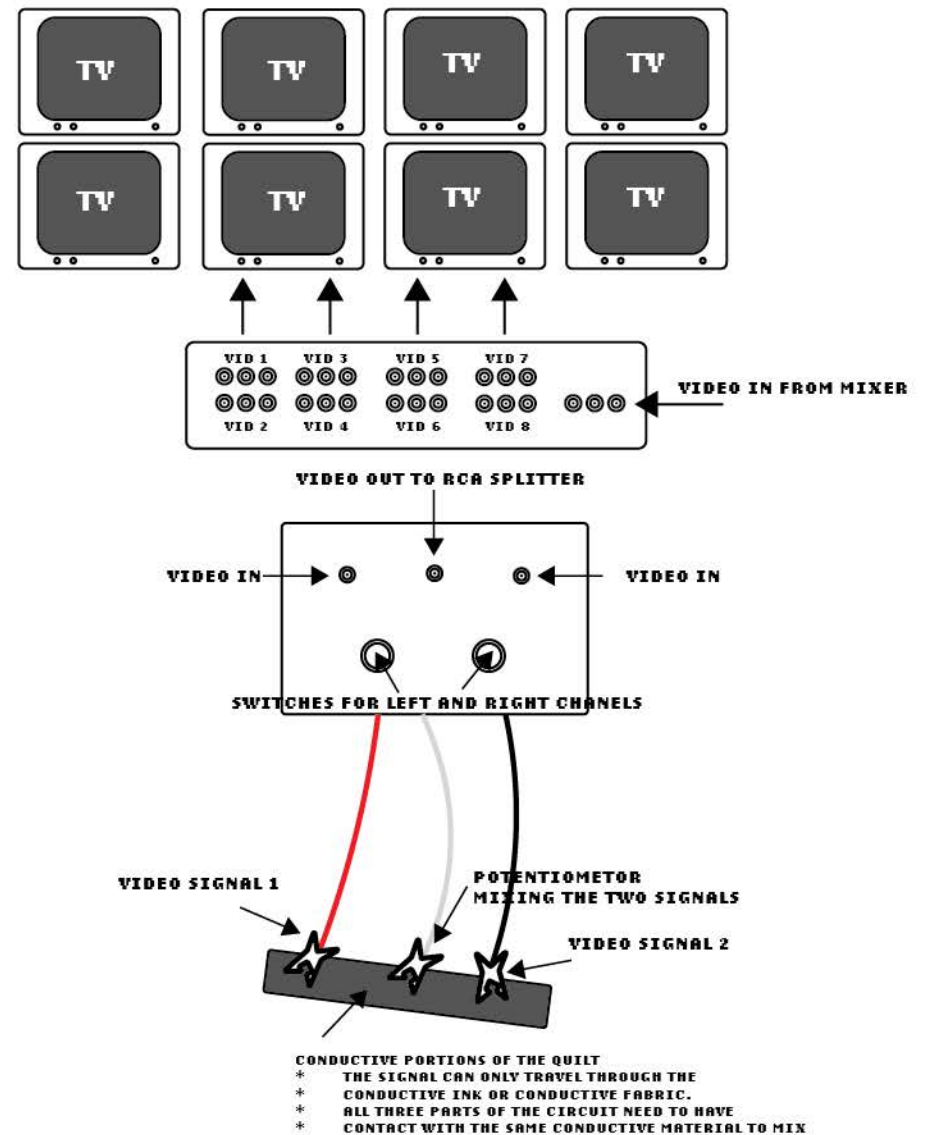 TV TV TV TV
TV TV TV TV
VID 1 VID 3 VID 5 VID 7
VIDEO IN FROM MIXER
VID 2 VID 4 VID 6 VID 8
VIDEO OUT TO RCA SPLITTER
VIDEO IN
VIDEO IN
SWITCHES FOR LEFT AND RIGHT CHANELS
VIDEO SIGNAL 1
POTENTIOMETOR
MIXING THE TWO SIGNALS
VIDEO SIGNAL 2
CONDUCTIVE PORTIONS OF THE QUILT
* THE SIGNAL CAN ONLY TRAVEL THROUGH THE
* CONDUCTIVE INK OR CONDUCTIVE FABRIC.
* ALL THREE PARTS OF THE CIRCUIT NEED TO HAVE
* CONTACT WITH THE SAME CONDUCTIVE MATERIAL TO MIX